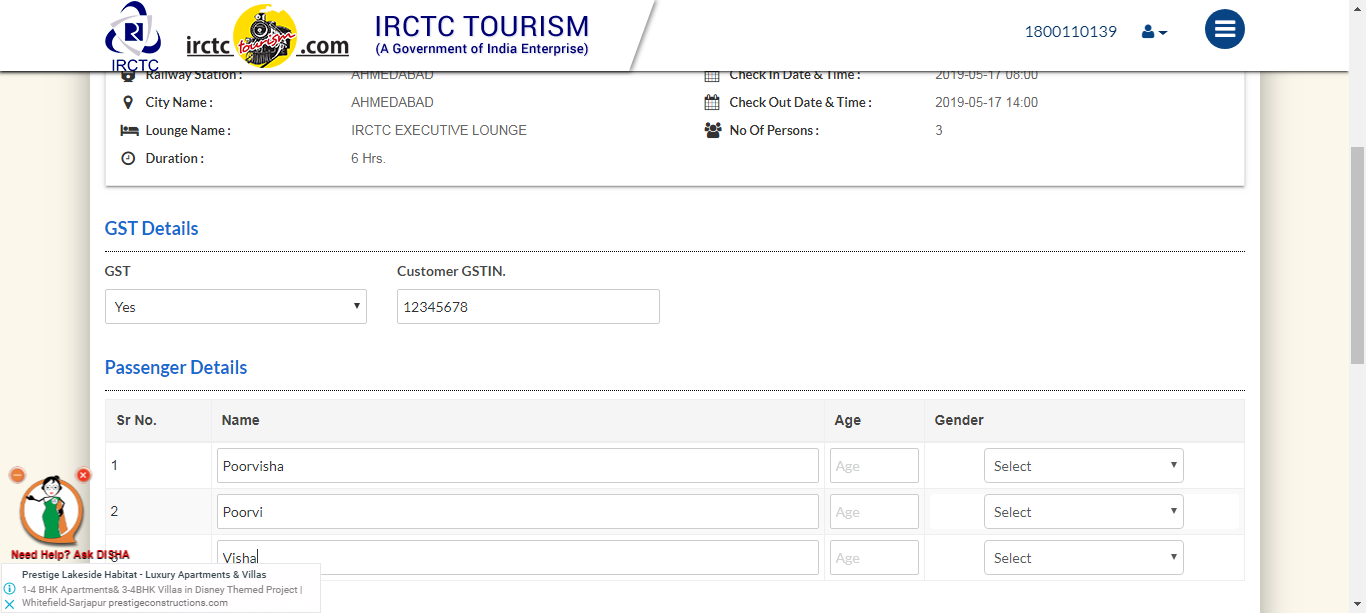 IRCTC
irctc tourism .com
IRCTC TOURISM
(A Government of India Enterprise)
1800110139
Railway Station : AHMEDABAD Check In Date & Time : 2019-05-17 08:00
City Name : AHMEDABAD Check Out Date & Time : 2019-05-17 14:00
Lounge Name : IRCTC EXECUTIVE LOUNGE No Of Persons : 3
Duration : 6 Hrs.
GST Details
GST Customer GSTIN.
Yes 12345678
Passenger Details
Sr No. Name Age Gender
1 Poorvisha Age Select
2 Poorvi Age Select
3 Visha Age Select
Need Help? Ask DISHA
Prestige Lakeside Habitat - Luxury Apartments & Villas
1-4 BHK Apartments& 3-4BHK Villas in Disney Themed Project |
Whitefield-Sarjapur prestigeconstructions.com